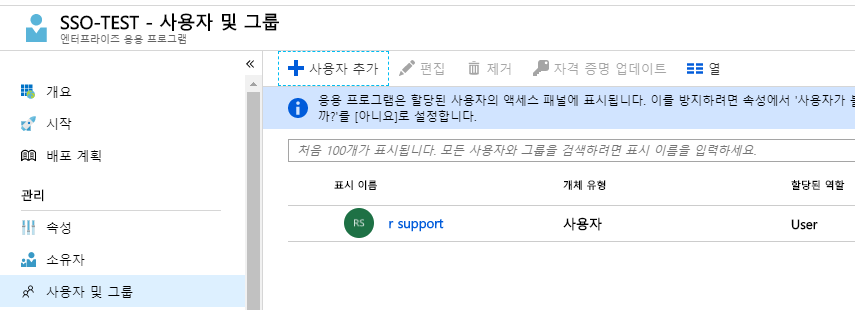 SSO-TEST - 사용자 및 그룹
엔터프라이즈 응용 프로그램
«
개요
시작
배포 계획
관리
속성
소유자
사용자 및 그룹
사용자 추가 편집 제거 자격 증명 업데이트 열
응용 프로그램은 할당된 사용자의 액세스 패널에 표시됩니다. 이를 방지하려면 속성에서 '사용자가
까?'를 [아니요]로 설정합니다.
처음 100개가 표시됩니다. 모든 사용자와 그룹을 검색하려면 표시 이름을 입력하세요.
표시 이름 개체 유형 할당된 역할
RS r support 사용자 User